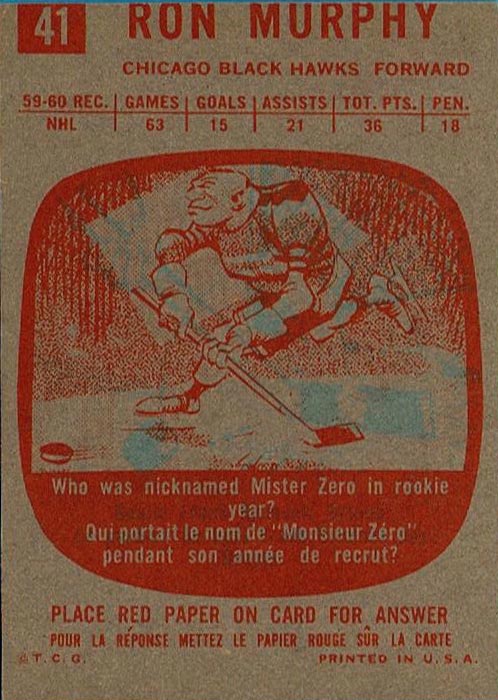 41
RON MURPHY
CHICAGO BLACK HAWKS FORWARD
59-60 REC. GAMES GOALS ASSISTS TOT. PTS. PEN.
NHL 63 15 21 36 18
Who was nicknamed Mister Zero in rookie
year?
Qui portait le nom de "Monsieur Zéro"
pendant son année de recrut?
PLACE RED PAPER ON CARD FOR ANSWER
POUR LA RÉPONSE METTEZ LE PAPIER ROUGE SÛR LA CARTE
© T. C. G. PRINTED IN U. S. A.